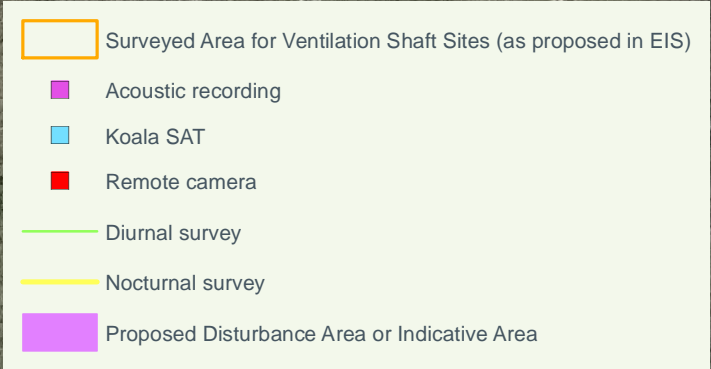 Surveyed Area for Ventilation Shaft Sites (as proposed in EIS)
Acoustic recording
Koala SAT
Remote camera
Diurnal survey
Nocturnal survey
Proposed Disturbance Area or Indicative Area